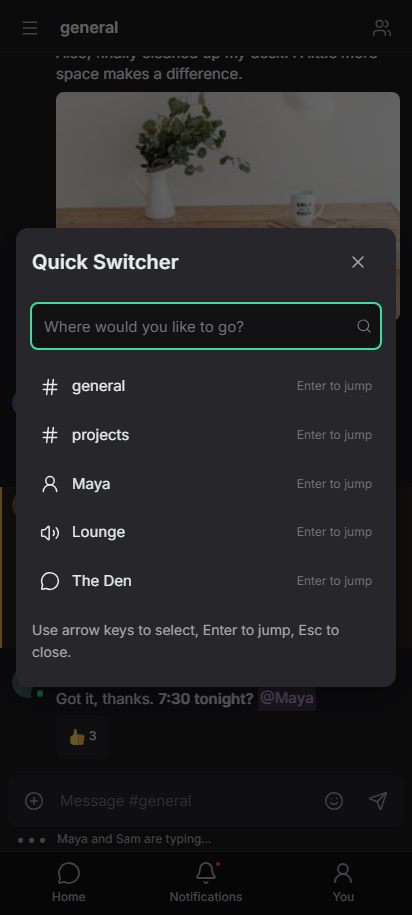 general
Also, finally cleaned up my desk. A little more
space makes a difference.
Quick Switcher
Where would you like to go?
general Enter to jump
projects Enter to jump
Maya Enter to jump
Lounge Enter to jump
The Den Enter to jump
Use arrow keys to select, Enter to jump, Esc to
close.
Got it, thanks. 7:30 tonight? @Maya
👍 3
Message #general
Maya and Sam are typing...
Home Notifications You